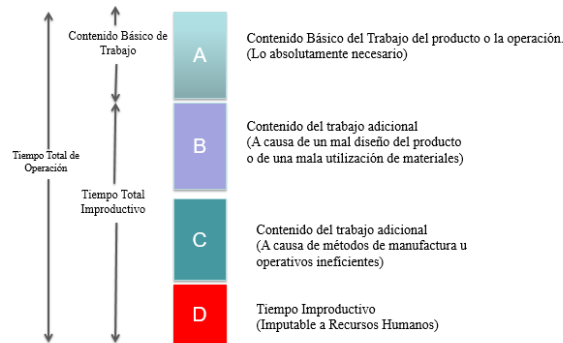 Contenido Básico de
Trabajo
A
Contenido Básico del Trabajo del producto o la operación.
(Lo absolutamente necesario)
Tiempo Total de
Operación
Tiempo Total
Improductivo
B
Contenido del trabajo adicional
(A causa de un mal diseño del producto
o de una mala utilización de materiales)
C
Contenido del trabajo adicional
(A causa de métodos de manufactura u
operativos ineficientes)
D
Tiempo Improductivo
(Imputable a Recursos Humanos)